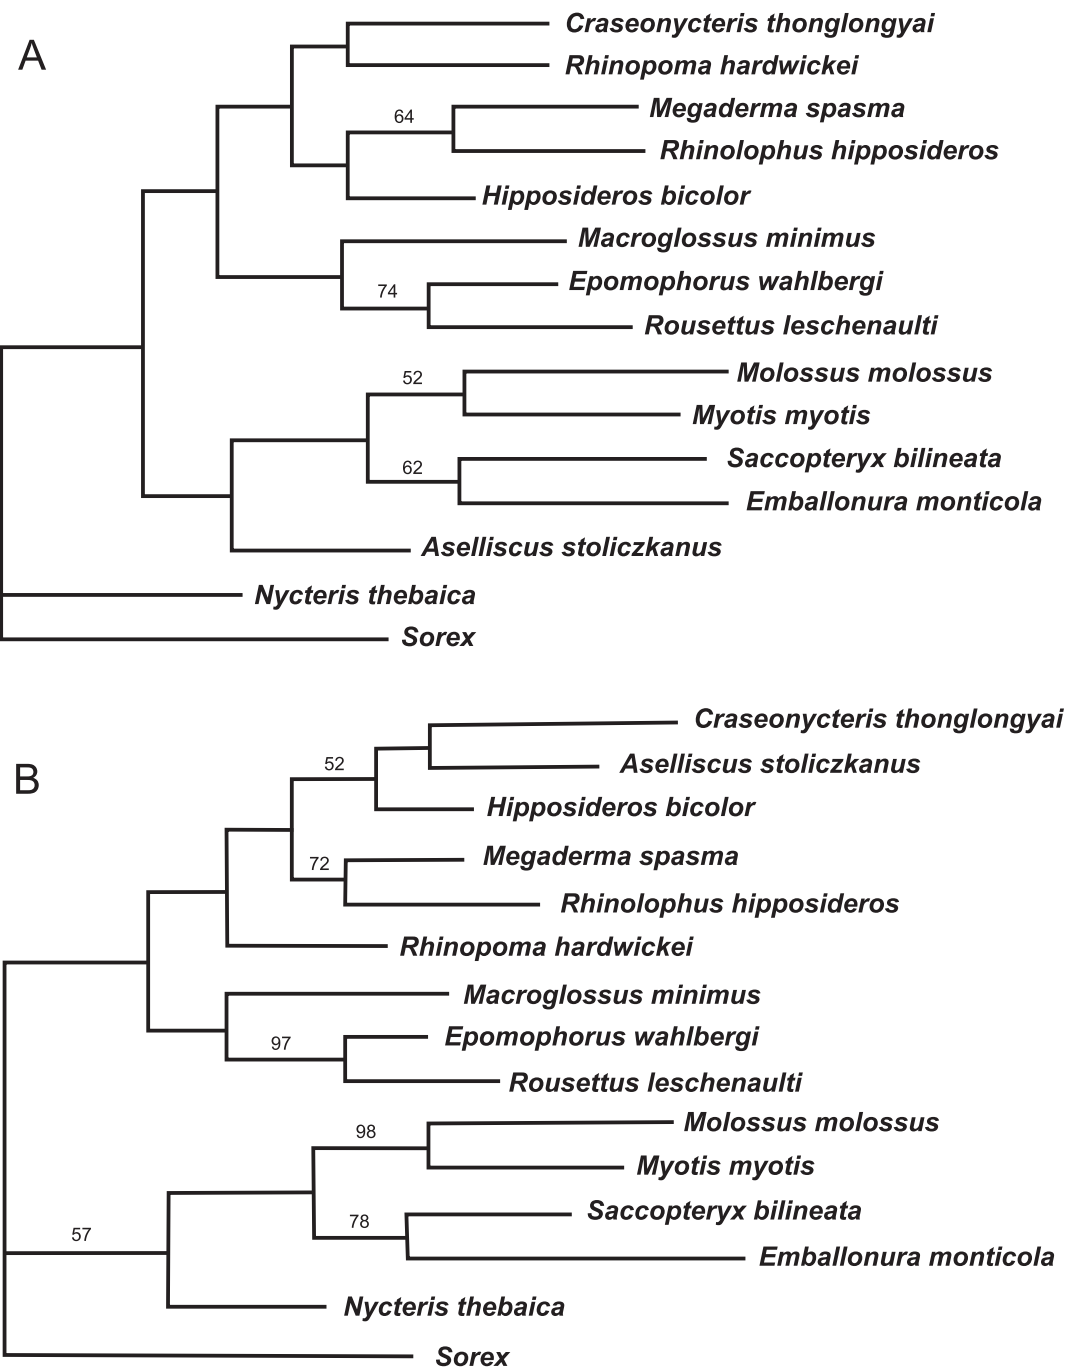 A
Craseonycteris thonglongyai
Rhinopoma hardwickei
64
Megaderma spasma
Rhinolophus hipposideros
Hipposideros bicolor
Macroglossus minimus
74
Epomophorus wahlbergi
Rousettus leschenaulti
52
Molossus molossus
Myotis myotis
62
Saccopteryx bilineata
Emballonura monticola
Aselliscus stoliczkanus
Nycteris thebaica
Sorex
B
Craseonycteris thonglongyai
52
Aselliscus stoliczkanus
Hipposideros bicolor
72
Megaderma spasma
Rhinolophus hipposideros
Rhinopoma hardwickei
Macroglossus minimus
97
Epomophorus wahlbergi
Rousettus leschenaulti
98
Molossus molossus
Myotis myotis
78
Saccopteryx bilineata
57
Emballonura monticola
Nycteris thebaica
Sorex